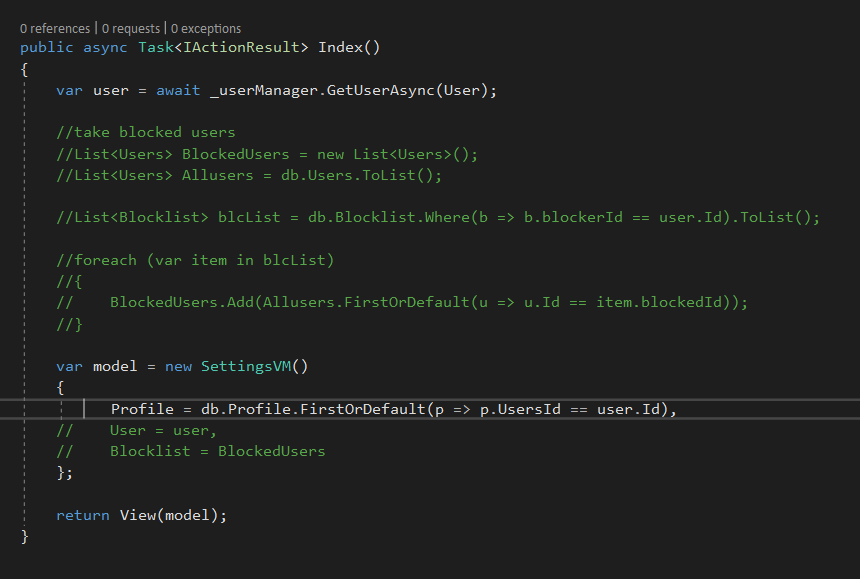 0 references | 0 requests | 0 exceptions
public async Task<IActionResult> Index()
{
var user = await _userManager.GetUserAsync(User);
//take blocked users
//List<Users> BlockedUsers = new List<Users>();
//List<Users> Allusers = db.Users.ToList();
//List<Blocklist> blcList = db.Blocklist.Where(b => b.blockerId == user.Id).ToList();
//foreach (var item in blcList)
//{
//    BlockedUsers.Add(Allusers.FirstOrDefault(u => u.Id == item.blockedId));
//}
var model = new SettingsVM()
{
Profile = db.Profile.FirstOrDefault(p => p.UsersId == user.Id),
//    User = user,
//    Blocklist = BlockedUsers
};
return View(model);
}